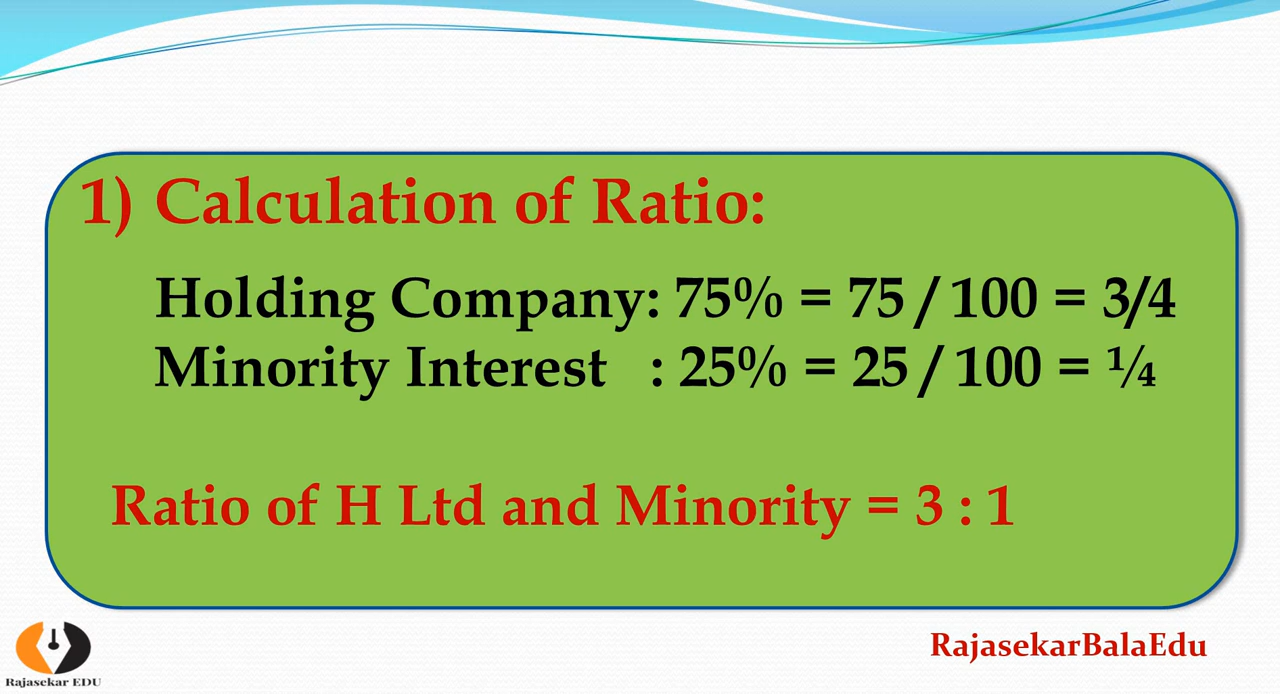 1) Calculation of Ratio:
Holding Company: 75% = 75 / 100 = 3/4
Minority Interest : 25% = 25 / 100 = ¼
Ratio of H Ltd and Minority = 3 : 1
RajasekarBalaEdu
Rajasekar EDU